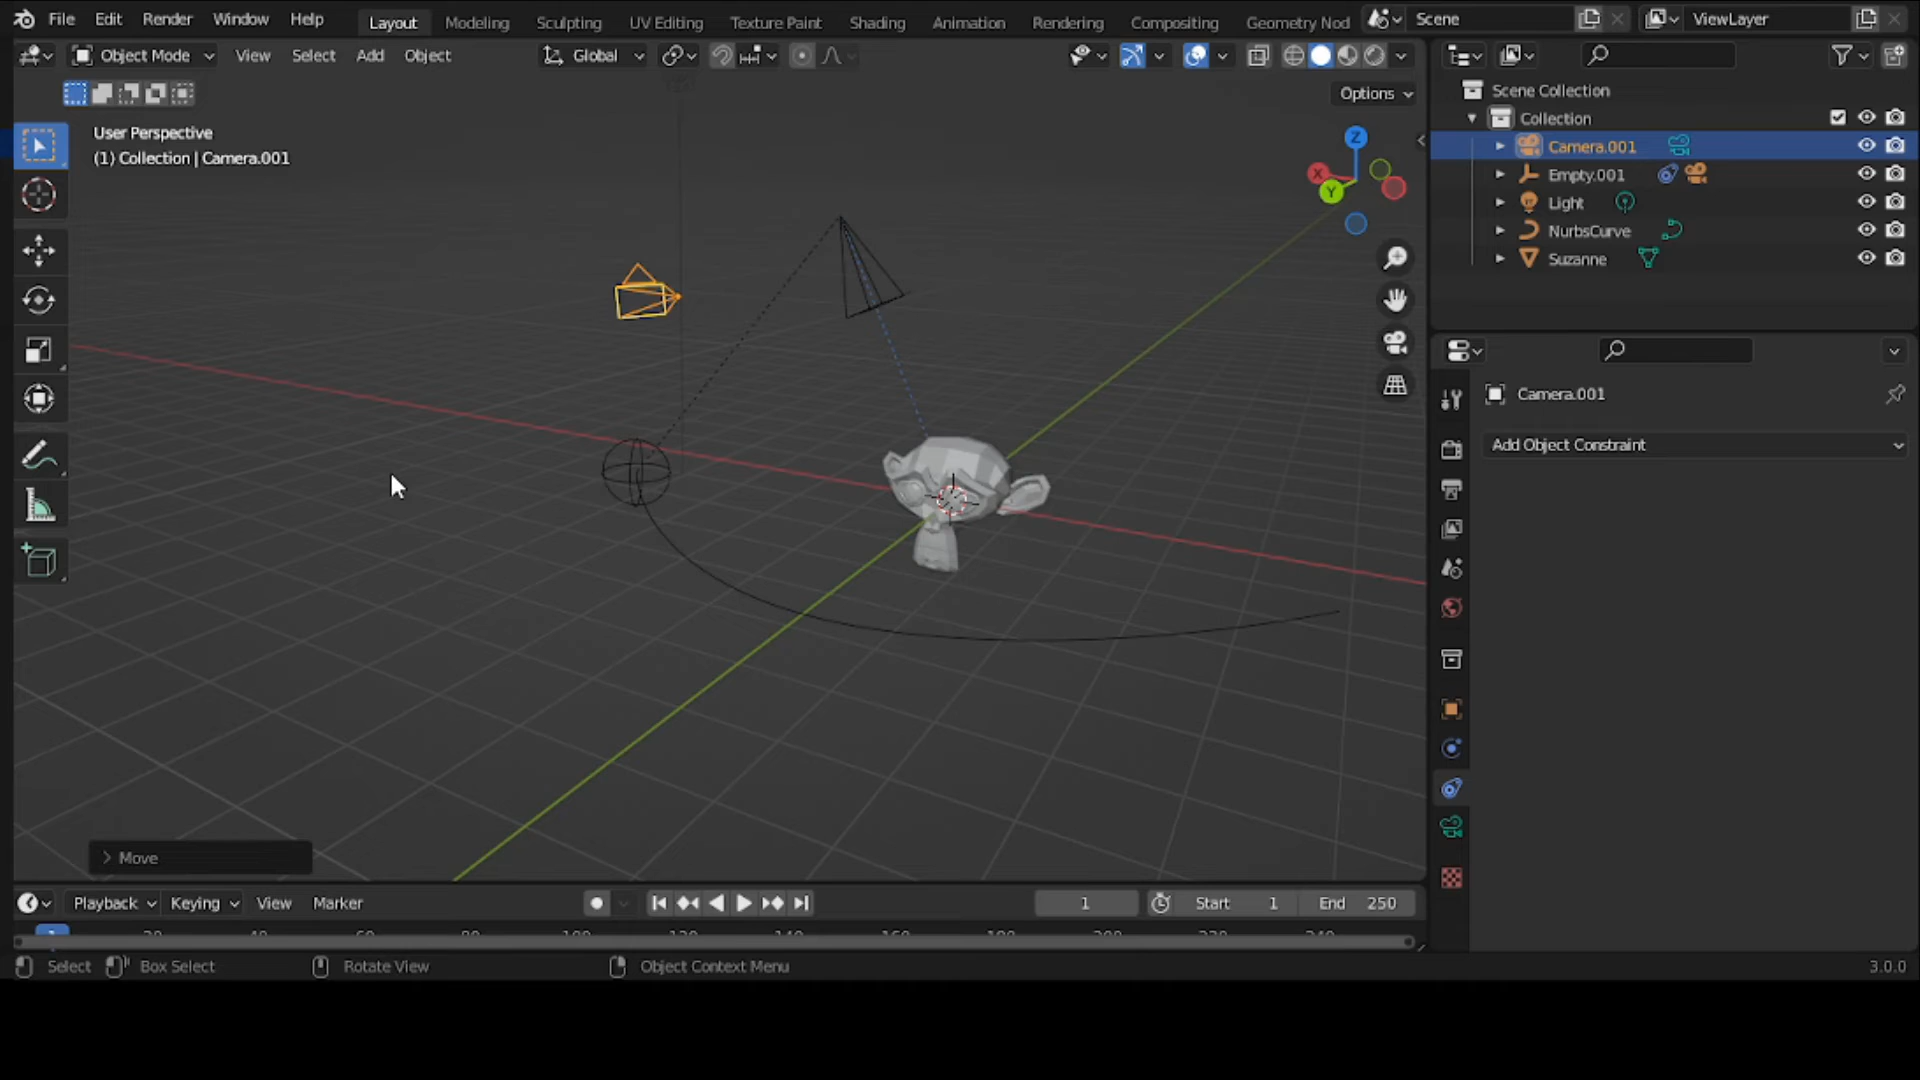 File Edit Render Window Help Layout Modeling Sculpting UV Editing Texture Paint Shading Animation Rendering Compositing Geometry Nod Scene ViewLayer
Object Mode View Select Add Object Global
Options
User Perspective
(1) Collection | Camera.001
Z
X
Y
Scene Collection
Collection
Camera.001
Empty.001
Light
NurbsCurve
Suzanne
Camera.001
Add Object Constraint
Move
Playback Keying View Marker 1 Start 1 End 250
Select Box Select Rotate View Object Context Menu 3.0.0